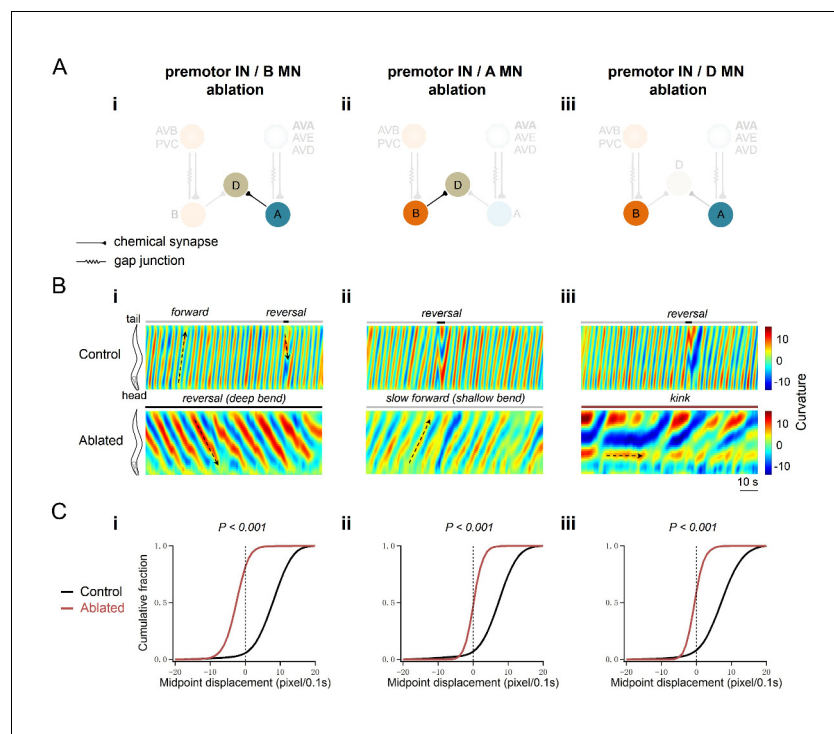 A
premotor IN / B MN
ablation
premotor IN / A MN
ablation
premotor IN / D MN
ablation
i
ii
iii
AVB
PVC
AVA
AVE
AVD
D
B
A
AVB
PVC
AVA
AVE
AVD
D
B
A
AVB
PVC
AVA
AVE
AVD
D
B
A
chemical synapse
gap junction
B
i
ii
iii
forward
reversal
reversal
reversal
tail
Control
head
15
10
0
-10
Curvature
reversal (deep bend)
slow forward (shallow bend)
kink
Ablated
15
10
0
-10
10 s
C
i
ii
iii
P < 0.001
P < 0.001
P < 0.001
Control
Ablated
Cumulative fraction
1.0
0.5
0.0
-20
-10
0
10
20
Midpoint displacement (pixel/0.1s)
1.0
0.5
0.0
-20
-10
0
10
20
Midpoint displacement (pixel/0.1s)
1.0
0.5
0.0
-20
-10
0
10
20
Midpoint displacement (pixel/0.1s)